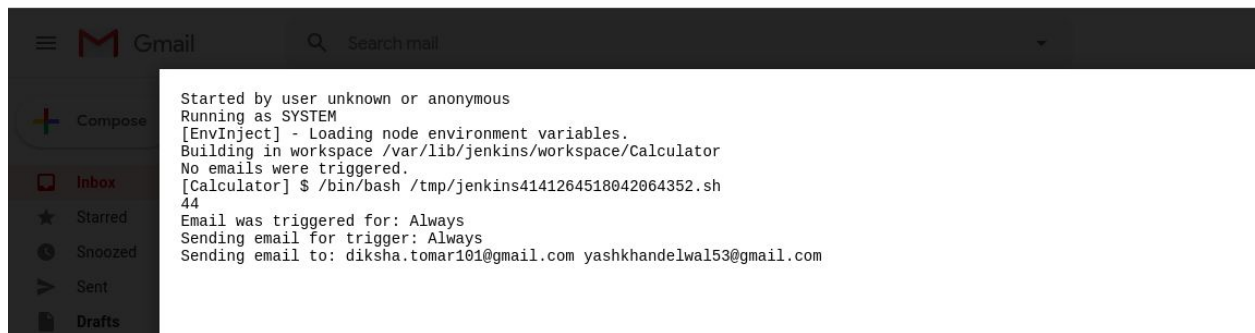 Gmail
Search mail
Compose
Inbox
Starred
Snoozed
Sent
Drafts
Started by user unknown or anonymous
Running as SYSTEM
[EnvInject] - Loading node environment variables.
Building in workspace /var/lib/jenkins/workspace/Calculator
No emails were triggered.
[Calculator] $ /bin/bash /tmp/jenkins4141264518042064352.sh
44
Email was triggered for: Always
Sending email for trigger: Always
Sending email to: diksha.tomar101@gmail.com yashkhandelwal53@gmail.com